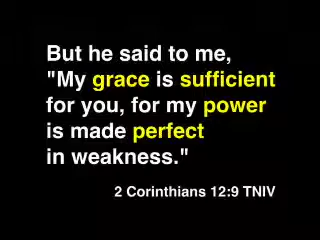 But he said to me,
"My grace is sufficient
for you, for my power
is made perfect
in weakness."
2 Corinthians 12:9 TNIV